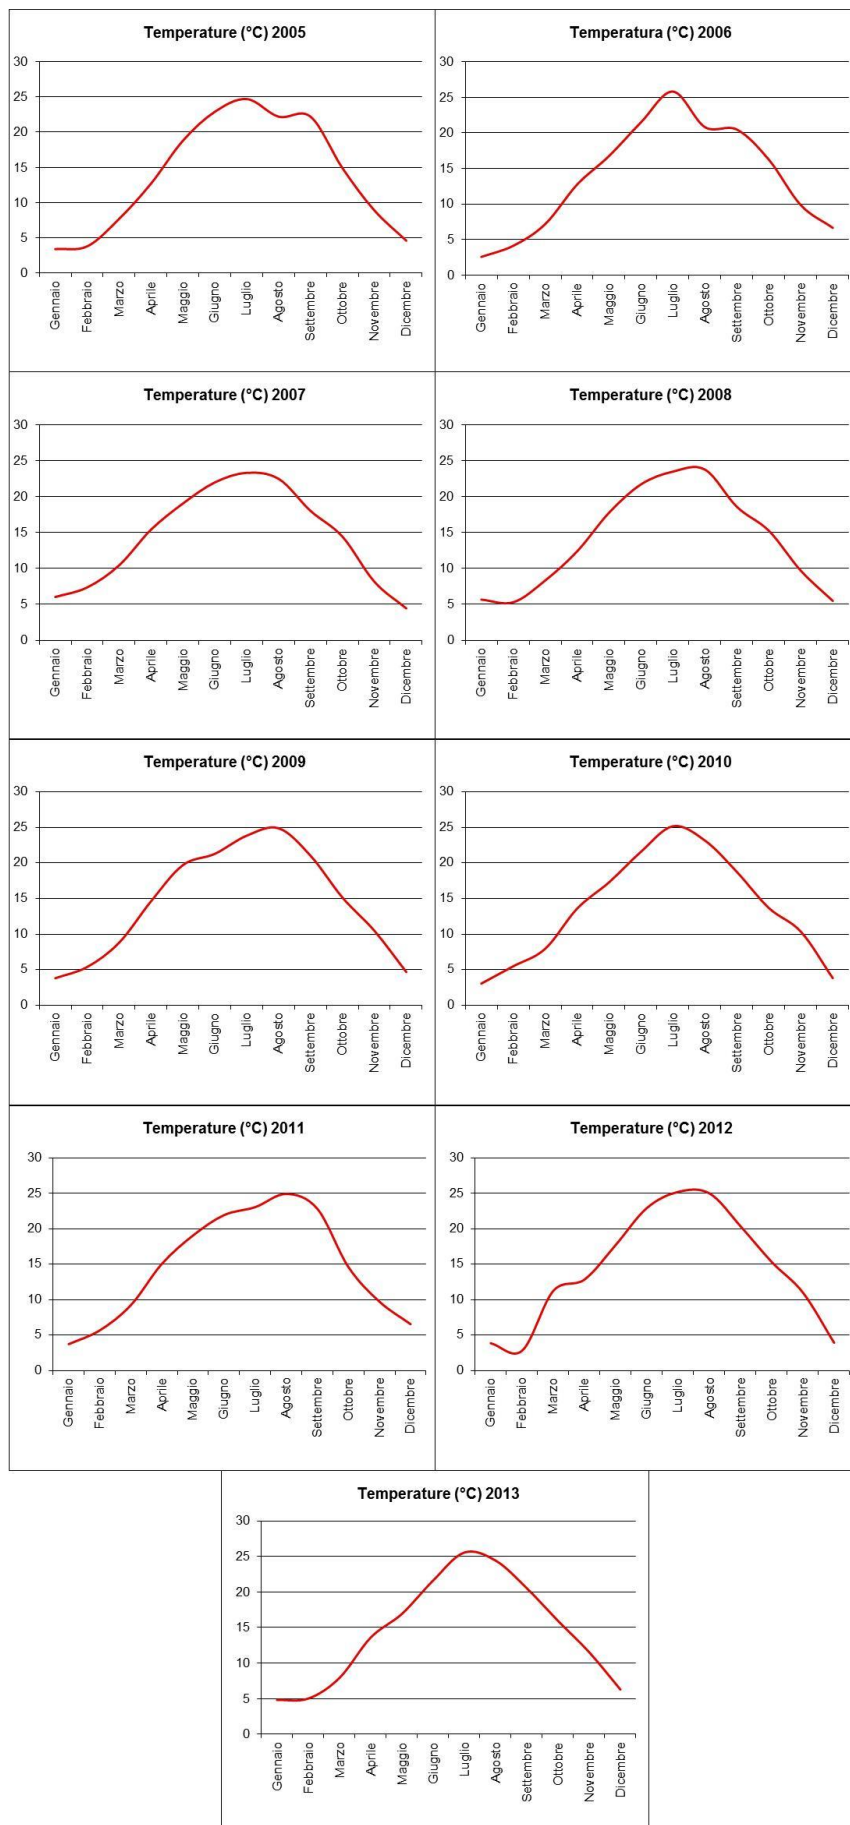 Temperature (°C) 2005
30
25
20
15
10
5
0
Gennaio
Febbraio
Marzo
Aprile
Maggio
Giugno
Luglio
Agosto
Settembre
Ottobre
Novembre
Dicembre
Temperatura (°C) 2006
30
25
20
15
10
5
0
Gennaio
Febbraio
Marzo
Aprile
Maggio
Giugno
Luglio
Agosto
Settembre
Ottobre
Novembre
Dicembre
Temperature (°C) 2007
30
25
20
15
10
5
0
Gennaio
Febbraio
Marzo
Aprile
Maggio
Giugno
Luglio
Agosto
Settembre
Ottobre
Novembre
Dicembre
Temperature (°C) 2008
30
25
20
15
10
5
0
Gennaio
Febbraio
Marzo
Aprile
Maggio
Giugno
Luglio
Agosto
Settembre
Ottobre
Novembre
Dicembre
Temperature (°C) 2009
30
25
20
15
10
5
0
Gennaio
Febbraio
Marzo
Aprile
Maggio
Giugno
Luglio
Agosto
Settembre
Ottobre
Novembre
Dicembre
Temperature (°C) 2010
30
25
20
15
10
5
0
Gennaio
Febbraio
Marzo
Aprile
Maggio
Giugno
Luglio
Agosto
Settembre
Ottobre
Novembre
Dicembre
Temperature (°C) 2011
30
25
20
15
10
5
0
Gennaio
Febbraio
Marzo
Aprile
Maggio
Giugno
Luglio
Agosto
Settembre
Ottobre
Novembre
Dicembre
Temperature (°C) 2012
30
25
20
15
10
5
0
Gennaio
Febbraio
Marzo
Aprile
Maggio
Giugno
Luglio
Agosto
Settembre
Ottobre
Novembre
Dicembre
Temperature (°C) 2013
30
25
20
15
10
5
0
Gennaio
Febbraio
Marzo
Aprile
Maggio
Giugno
Luglio
Agosto
Settembre
Ottobre
Novembre
Dicembre